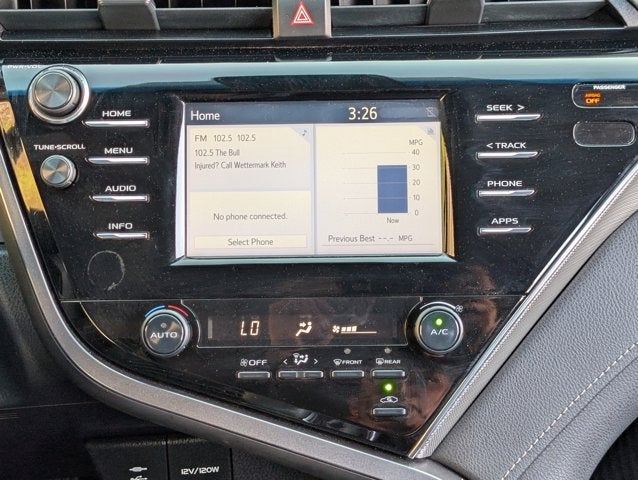 PWR•VOL
PASSENGER
AIRBAG
OFF
HOME
MENU
AUDIO
INFO
TUNE•SCROLL
Home
3:26
FM 102.5 102.5
102.5 The Bull
Injured? Call Wettermark Keith
No phone connected.
Select Phone
MPG
40
30
20
10
0
Now
Previous Best --.- MPG
SEEK >
< TRACK
PHONE
APPS
AUTO
LO
A/C
OFF
< >
FRONT
REAR
12V/120W